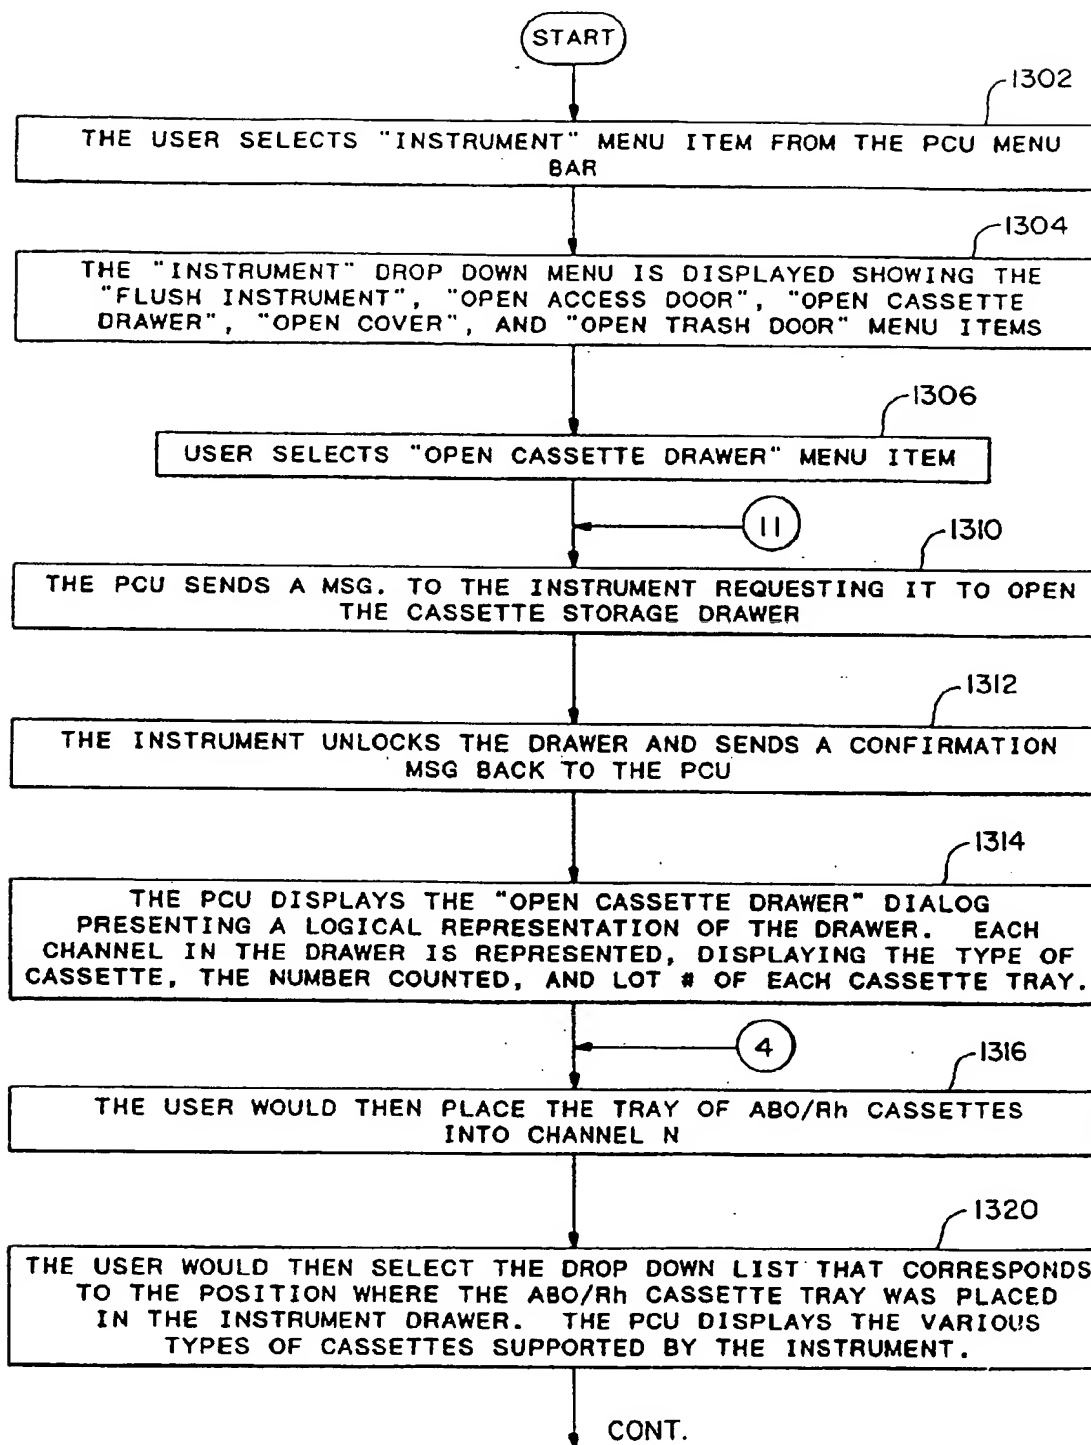 START
1302
THE USER SELECTS "INSTRUMENT" MENU ITEM FROM THE PCU MENU
BAR
1304
THE "INSTRUMENT" DROP DOWN MENU IS DISPLAYED SHOWING THE
"FLUSH INSTRUMENT", "OPEN ACCESS DOOR", "OPEN CASSETTE
DRAWER", "OPEN COVER", AND "OPEN TRASH DOOR" MENU ITEMS
1306
USER SELECTS "OPEN CASSETTE DRAWER" MENU ITEM
11
1310
THE PCU SENDS A MSG. TO THE INSTRUMENT REQUESTING IT TO OPEN
THE CASSETTE STORAGE DRAWER
1312
THE INSTRUMENT UNLOCKS THE DRAWER AND SENDS A CONFIRMATION
MSG BACK TO THE PCU
1314
THE PCU DISPLAYS THE "OPEN CASSETTE DRAWER" DIALOG
PRESENTING A LOGICAL REPRESENTATION OF THE DRAWER. EACH
CHANNEL IN THE DRAWER IS REPRESENTED, DISPLAYING THE TYPE OF
CASSETTE, THE NUMBER COUNTED, AND LOT # OF EACH CASSETTE TRAY.
4
1316
THE USER WOULD THEN PLACE THE TRAY OF ABO/Rh CASSETTES
INTO CHANNEL N
1320
THE USER WOULD THEN SELECT THE DROP DOWN LIST THAT CORRESPONDS
TO THE POSITION WHERE THE ABO/Rh CASSETTE TRAY WAS PLACED
IN THE INSTRUMENT DRAWER. THE PCU DISPLAYS THE VARIOUS
TYPES OF CASSETTES SUPPORTED BY THE INSTRUMENT.
CONT.